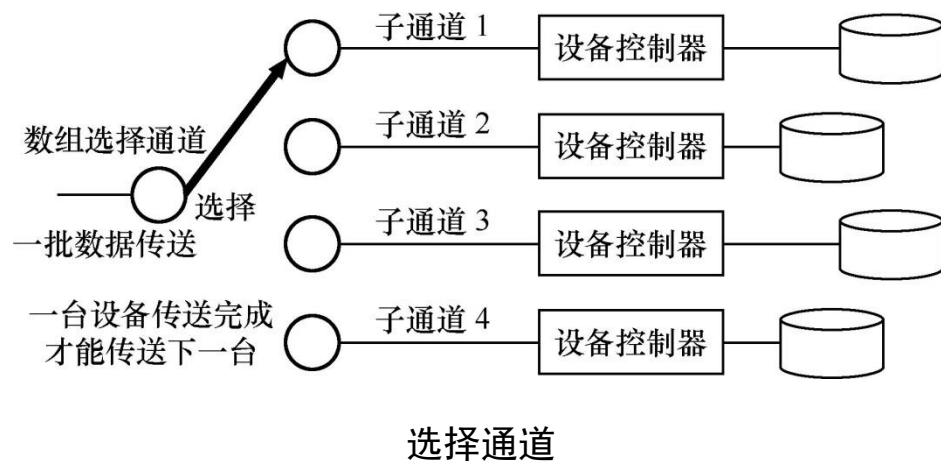 子通道 1
设备控制器
子通道 2
设备控制器
数组选择通道
选择
子通道 3
设备控制器
一批数据传送
一台设备传送完成
才能传送下一台
子通道 4
设备控制器
选择通道